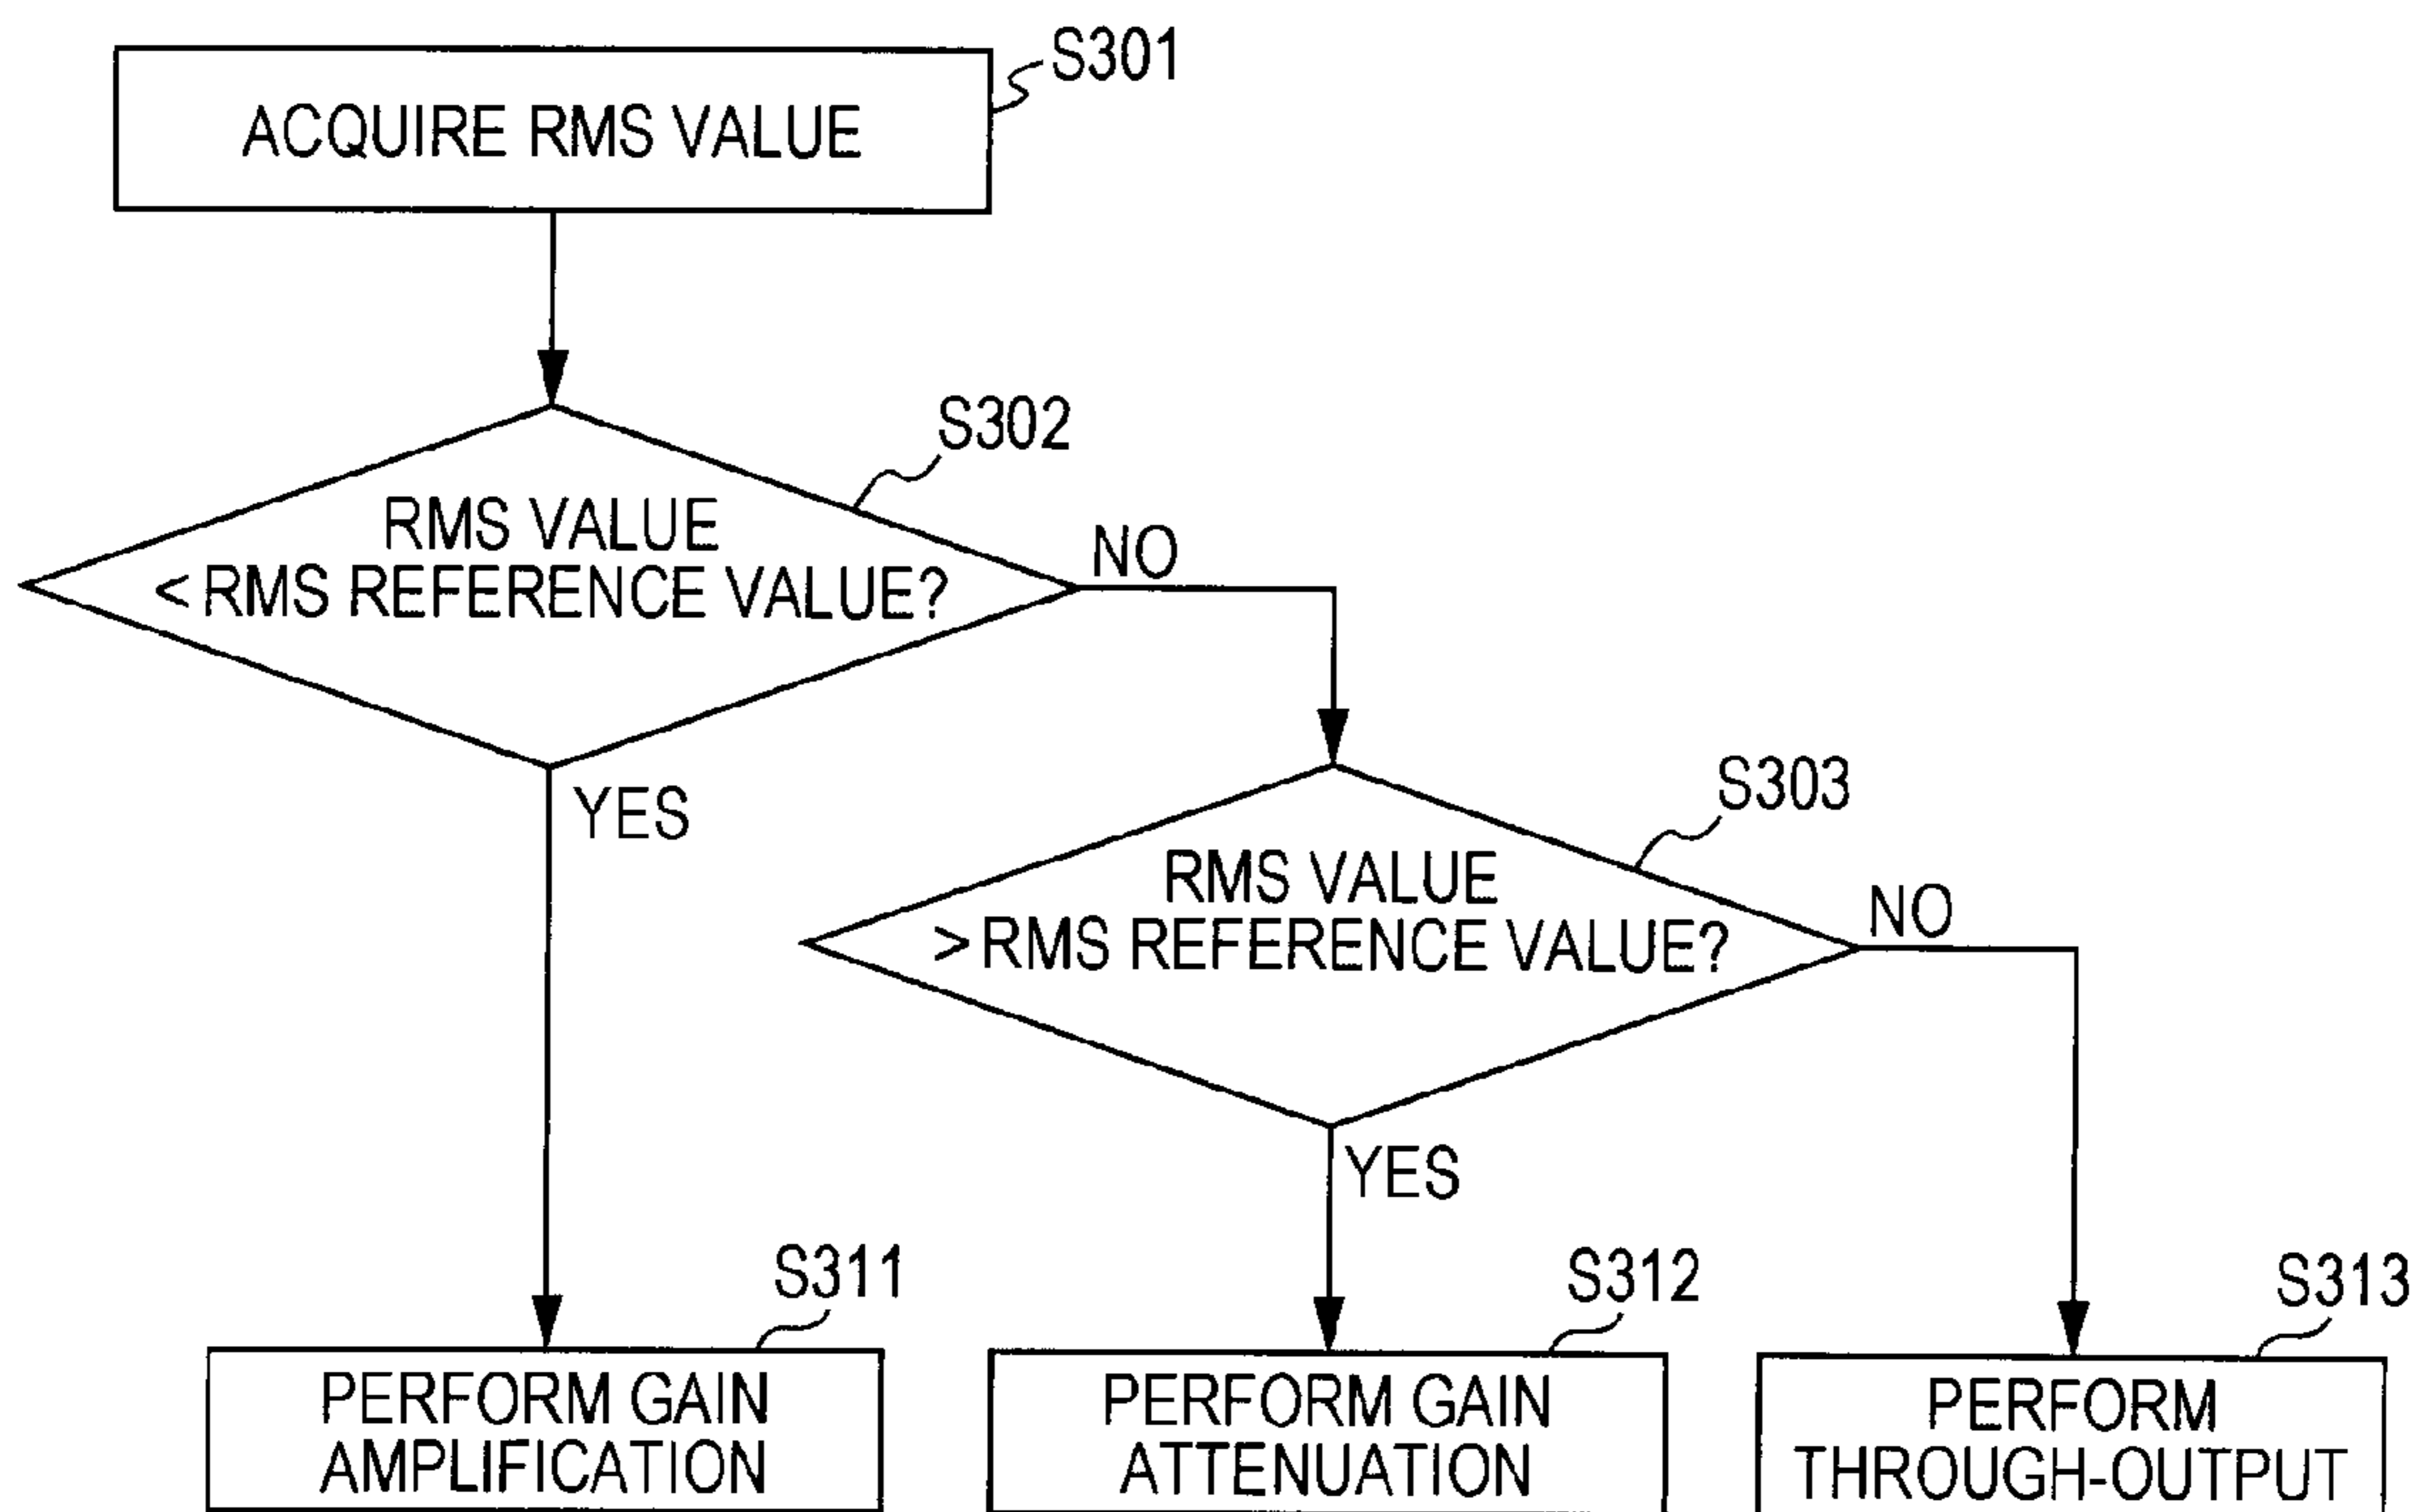 S301
ACQUIRE RMS VALUE
S302
RMS VALUE
< RMS REFERENCE VALUE?
NO
YES
S303
RMS VALUE
> RMS REFERENCE VALUE?
NO
YES
S311
PERFORM GAIN
AMPLIFICATION
S312
PERFORM GAIN
ATTENUATION
S313
PERFORM
THROUGH-OUTPUT